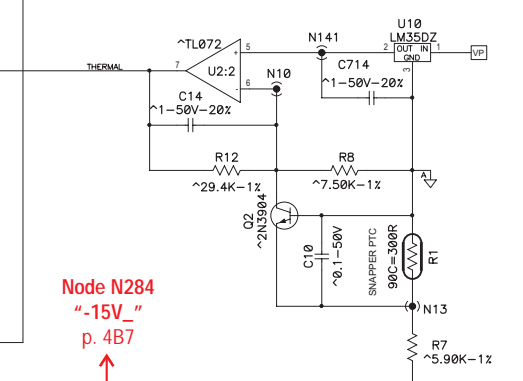 U10
LM35DZ
^TL072
N141
OUT IN
GND
2
1
3
VP
5
THERMAL
7
U2:2
6
N10
C714
^1-50V-20%
C14
^1-50V-20%
R12
^29.4K-1%
R8
^7.50K-1%
A
Q2
^2N3904
C10
^0.1-50V
SNAPPER PTC
90C=300R
R1
Node N284
"-15V_"
p. 4B7
N13
R7
^5.90K-1%